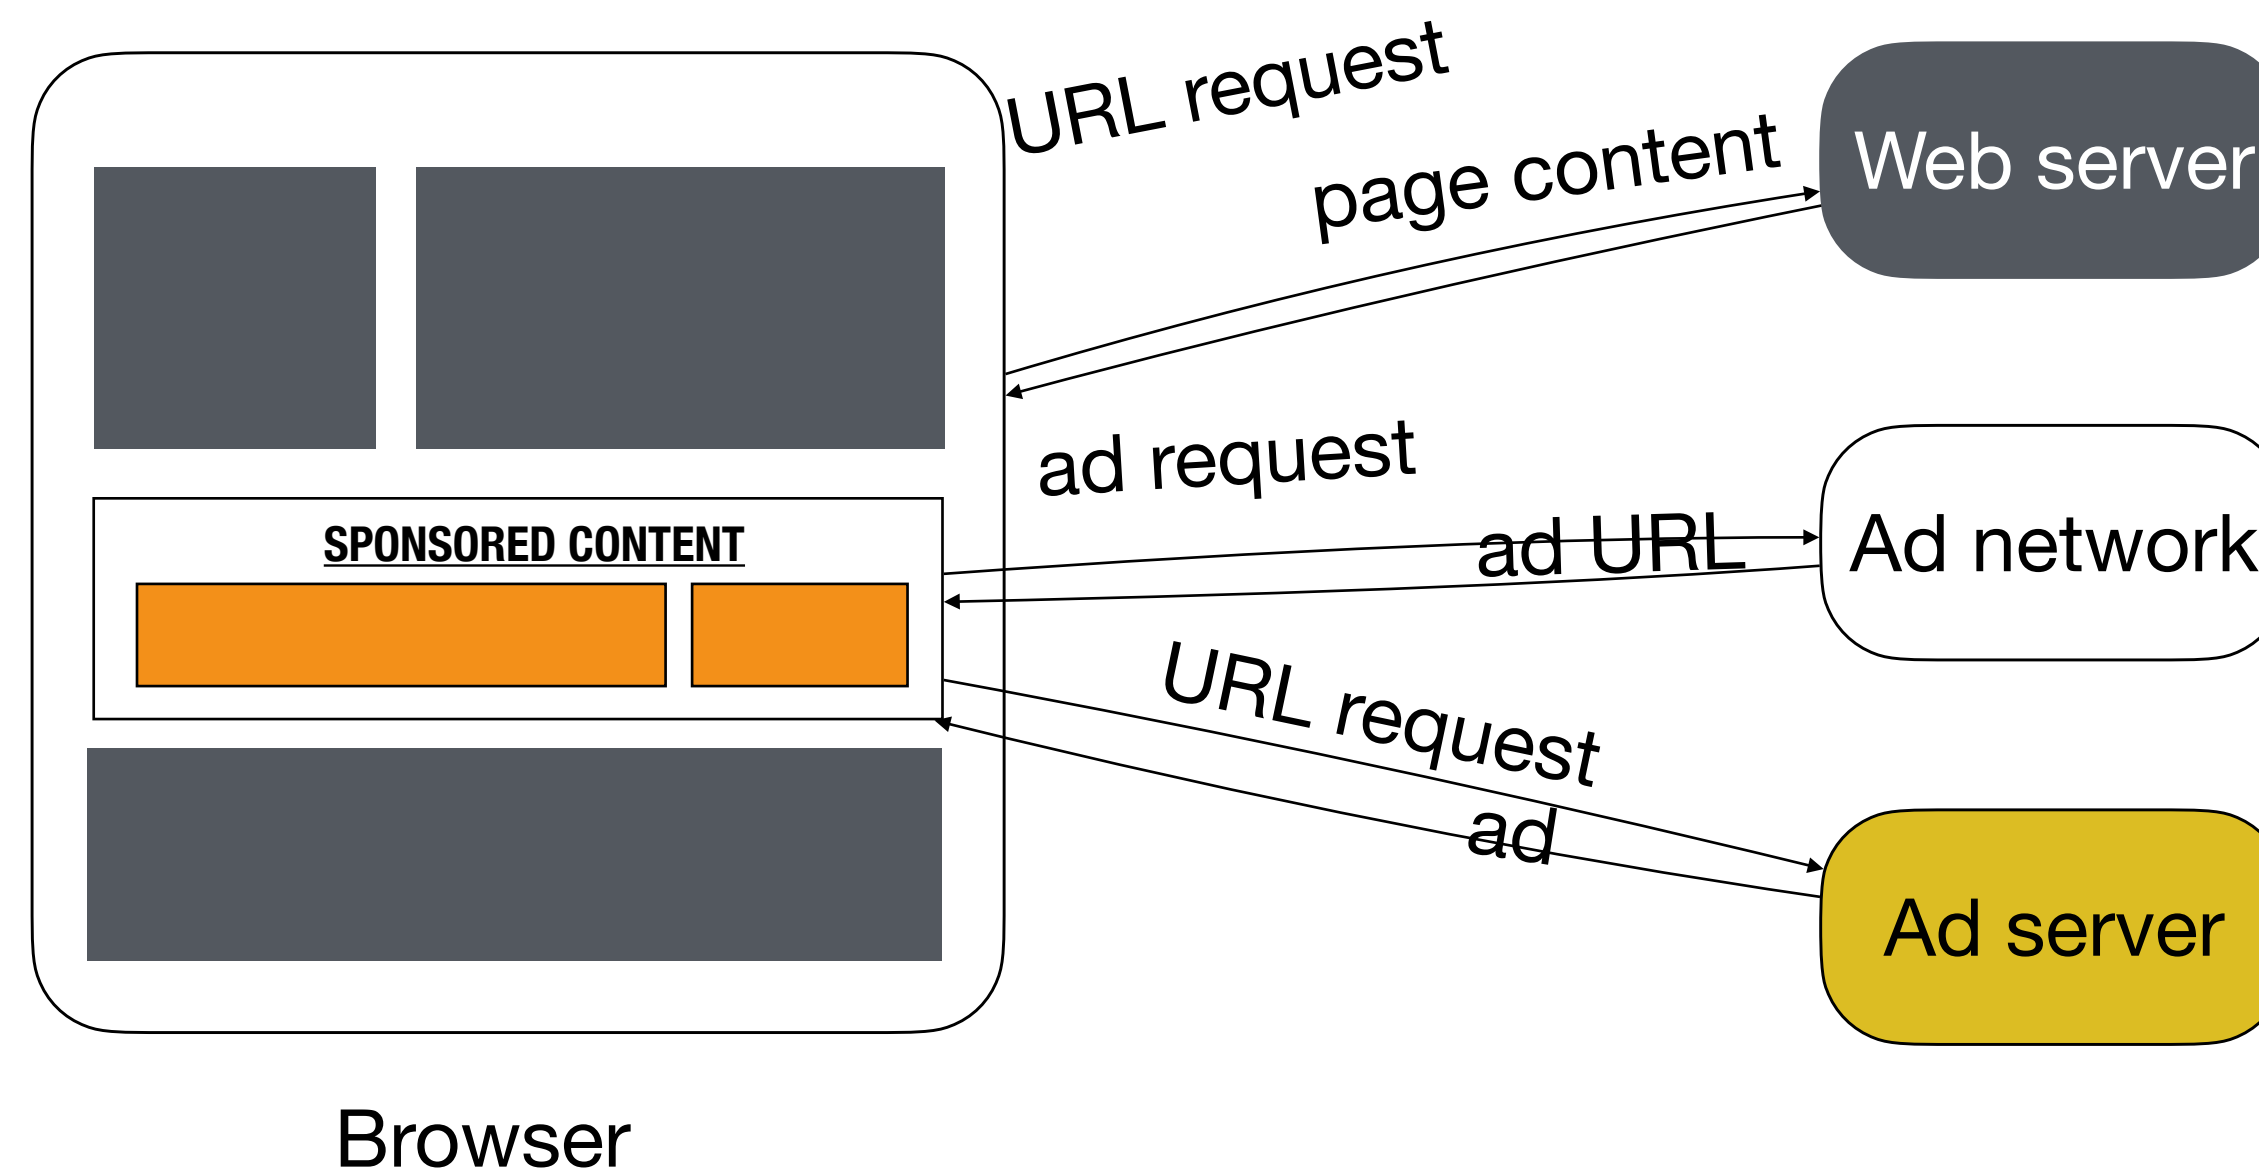 URL request
page content
Web server
ad request
SPONSORED CONTENT
ad URL
Ad network
URL request
ad
Ad server
Browser